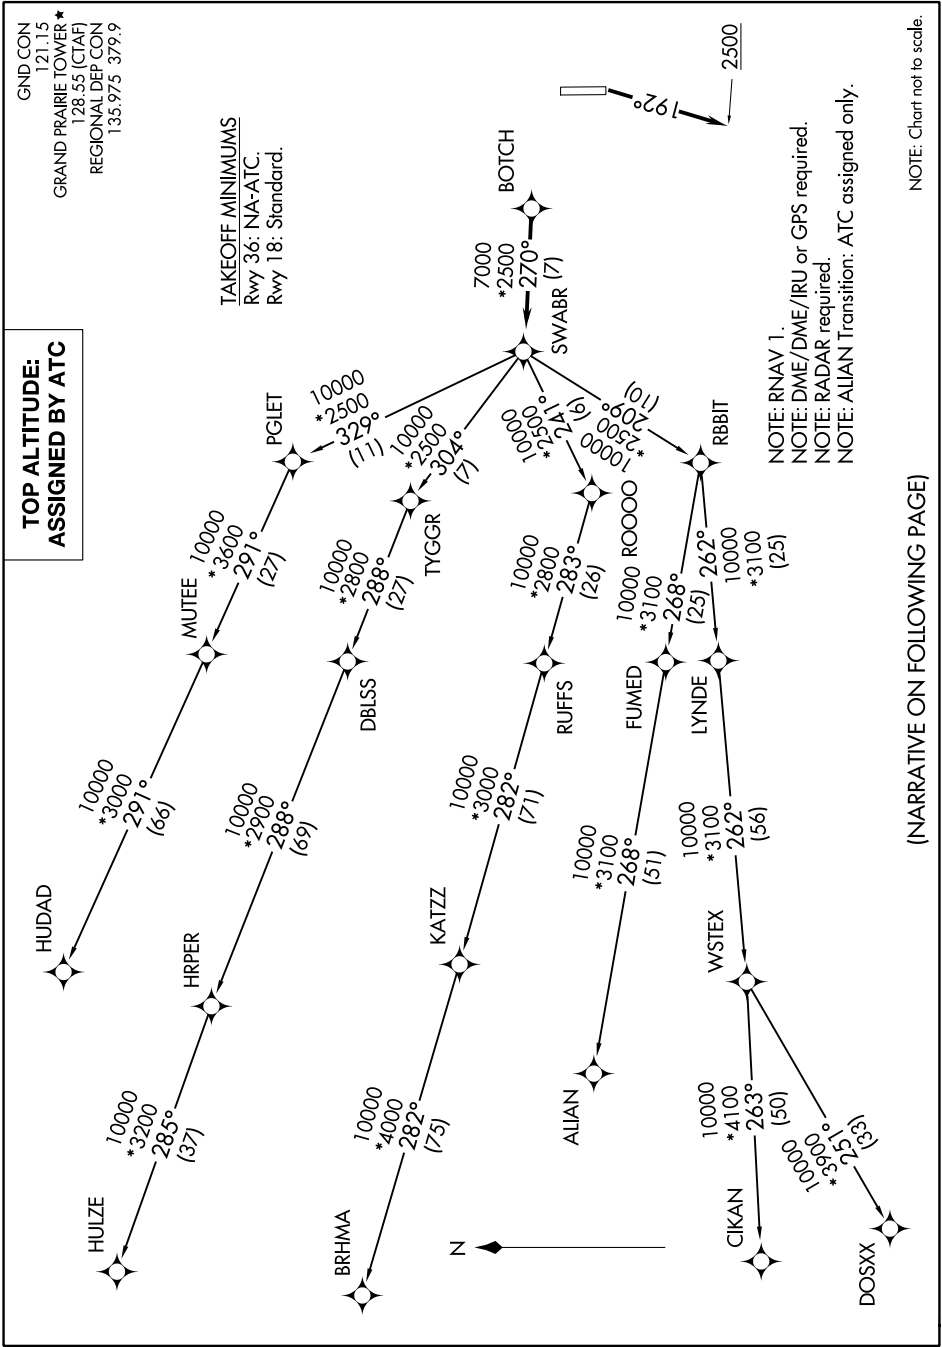 TOP ALTITUDE:
ASSIGNED BY ATC
GND CON
121.15
GRAND PRAIRIE TOWER★
128.55 (CTAF)
REGIONAL DEP CON
135.975 379.9
TAKEOFF MINIMUMS
Rwy 36: NA-ATC.
Rwy 18: Standard.
HUDAD
10000
*3000
291°
(66)
MUTEE
10000
*3600
291°
(27)
PGLET
10000
*2500
329°
(11)
HULZE
10000
*3200
285°
(37)
HRPER
10000
*2900
288°
(69)
DBLSS
10000
*2800
288°
(27)
TYGGR
10000
*2500
304°
(7)
BRHMA
10000
*4000
282°
(75)
KATZZ
10000
*3000
282°
(71)
RUFFS
10000
*2800
283°
(26)
ROOOO
10000
*2500
241°
(6)
SWABR
7000
*2500
270°
(7)
BOTCH
192°
2500
ALIAN
10000
*3100
268°
(51)
FUMED
10000
*3100
268°
(25)
RBBIT
10000
*2500
209°
(10)
LYNDE
262°
10000
*3100
(25)
WSTEX
10000
*3100
262°
(56)
CIKAN
10000
*4100
263°
(50)
DOSXX
10000
*3900
251°
(33)
N
NOTE: RNAV 1.
NOTE: DME/DME/IRU or GPS required.
NOTE: RADAR required.
NOTE: ALIAN Transition: ATC assigned only.
(NARRATIVE ON FOLLOWING PAGE)
NOTE: Chart not to scale.